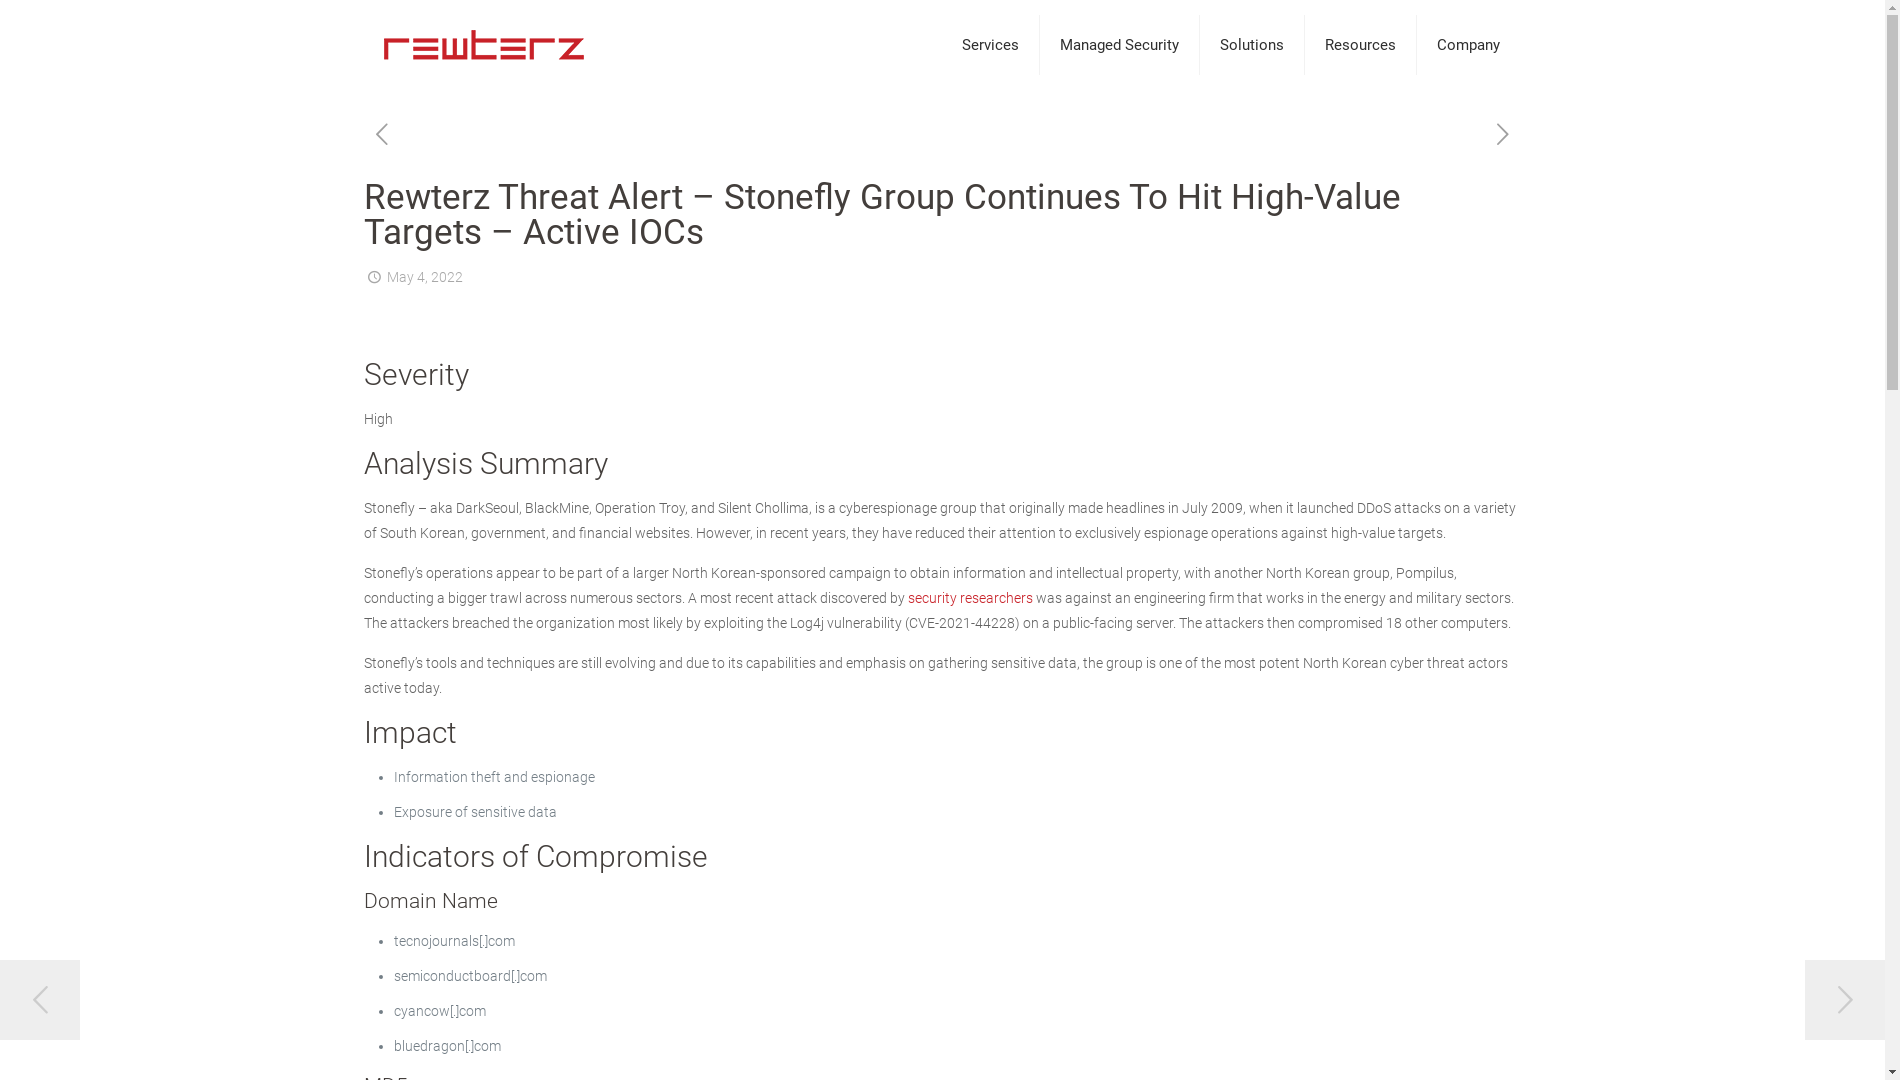 rewterz
Services
Managed Security
Solutions
Resources
Company
Rewterz Threat Alert – Stonefly Group Continues To Hit High-Value
Targets – Active IOCs
May 4, 2022
Severity
High
Analysis Summary
Stonefly – aka DarkSeoul, BlackMine, Operation Troy, and Silent Chollima, is a cyberespionage group that originally made headlines in July 2009, when it launched DDoS attacks on a variety
of South Korean, government, and financial websites. However, in recent years, they have reduced their attention to exclusively espionage operations against high-value targets.
Stonefly's operations appear to be part of a larger North Korean-sponsored campaign to obtain information and intellectual property, with another North Korean group, Pompilus,
conducting a bigger trawl across numerous sectors. A most recent attack discovered by security researchers was against an engineering firm that works in the energy and military sectors.
The attackers breached the organization most likely by exploiting the Log4j vulnerability (CVE-2021-44228) on a public-facing server. The attackers then compromised 18 other computers.
Stonefly's tools and techniques are still evolving and due to its capabilities and emphasis on gathering sensitive data, the group is one of the most potent North Korean cyber threat actors
active today.
Impact
• Information theft and espionage
• Exposure of sensitive data
Indicators of Compromise
Domain Name
• tecnojournals[.]com
• semiconductboard[.]com
• cyancow[.]com
• bluedragon[.]com